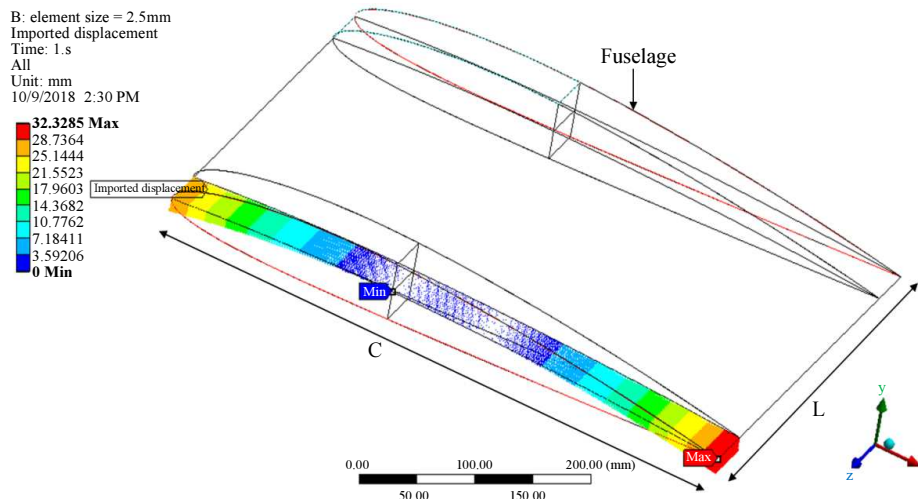 B: element size = 2.5mm
Imported displacement
Time: 1.s
All
Unit: mm
10/9/2018 2:30 PM
32.3285 Max
28.7364
25.1444
21.5523
17.9603
14.3682
10.7762
7.18411
3.59206
0 Min
Fuselage
Imported displacement
Min
C
L
Max
y
z
0.00 100.00 200.00 (mm)
50.00 150.00